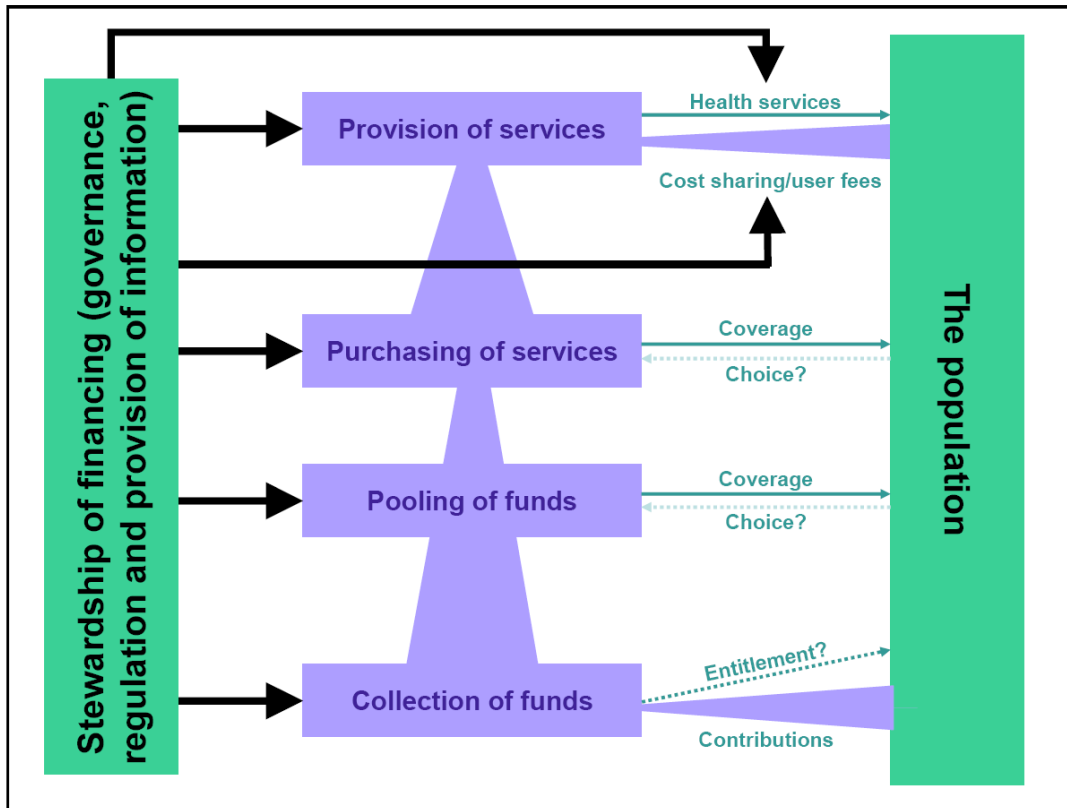 Stewardship of financing (governance,
regulation and provision of information)
Provision of services
Health services
Cost sharing/user fees
Purchasing of services
Coverage
Choice?
Pooling of funds
Coverage
Choice?
Collection of funds
Entitlement?
Contributions
The population